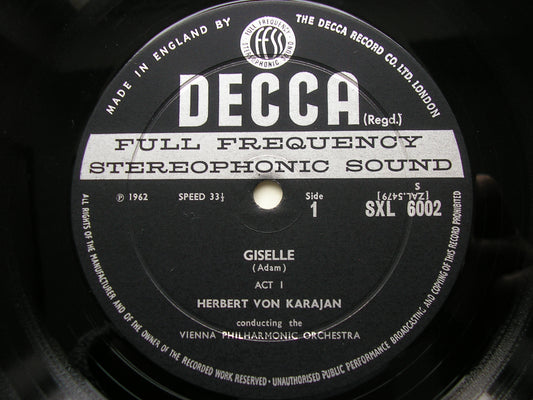 MADE IN ENGLAND BY
THE DECCA RECORD CO. LTD. LONDON
FULL FREQUENCY
ffss
STEREOPHONIC SOUND
DECCA
(Regd.)
FULL FREQUENCY
STEREOPHONIC SOUND
℗ 1962
SPEED 33⅓
Side
1
S
[ZAL.5479]
SXL 6002
GISELLE
(Adam)
ACT I
HERBERT VON KARAJAN
conducting the
VIENNA PHILHARMONIC ORCHESTRA
ALL RIGHTS OF THE MANUFACTURER AND OF THE OWNER OF THE RECORDED WORK RESERVED · UNAUTHORISED PUBLIC PERFORMANCE BROADCASTING AND COPYING OF THIS RECORD PROHIBITED